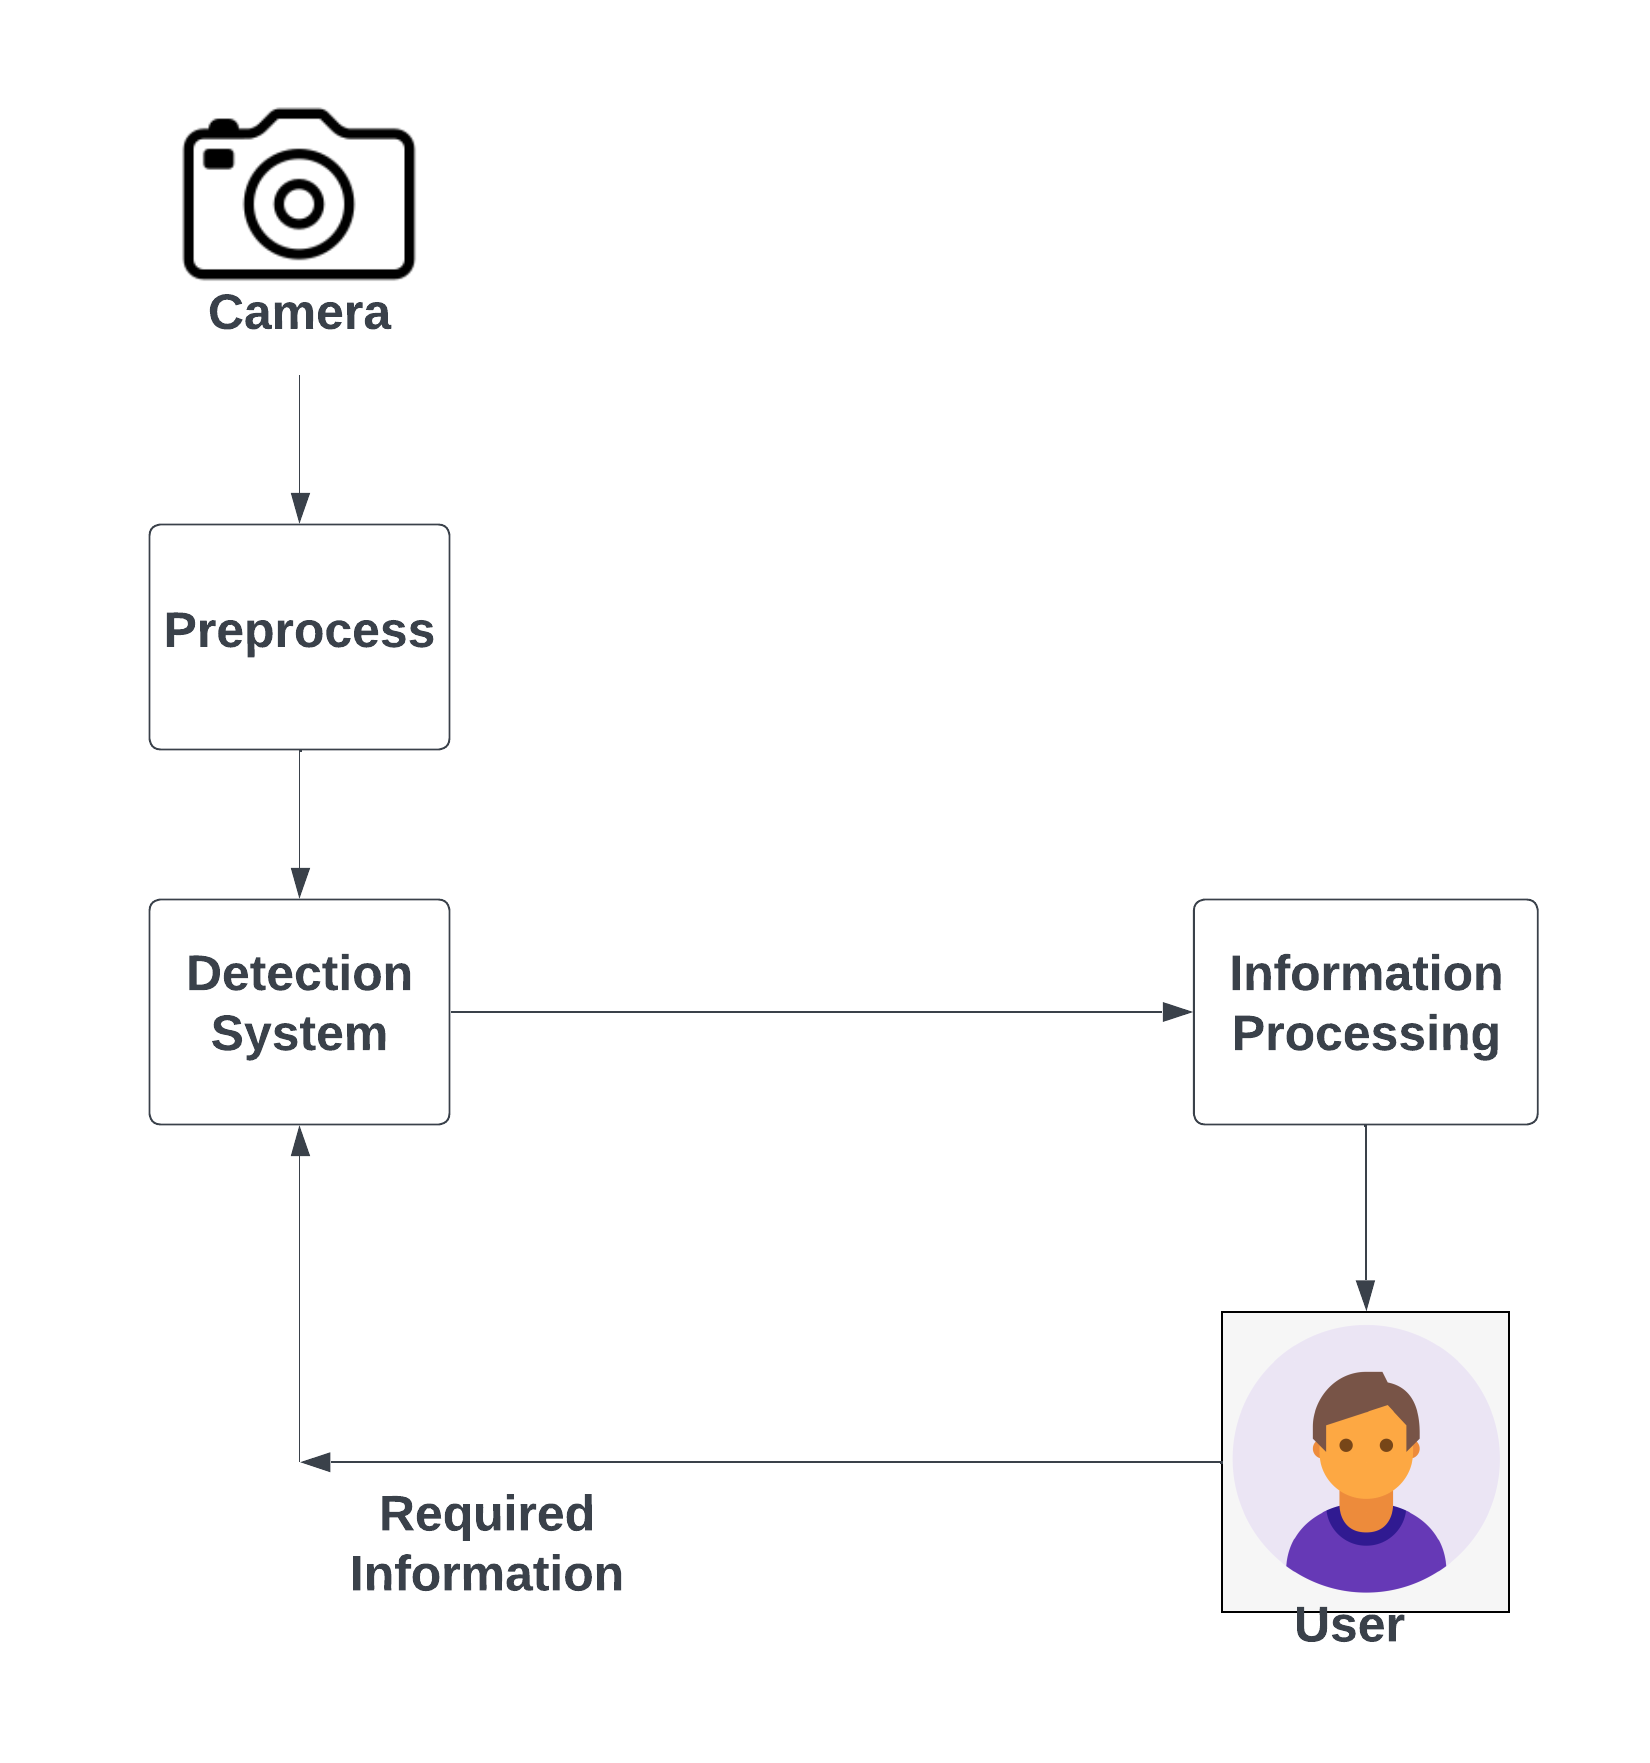 Camera
Preprocess
Detection
System
Information
Processing
Required
Information
User